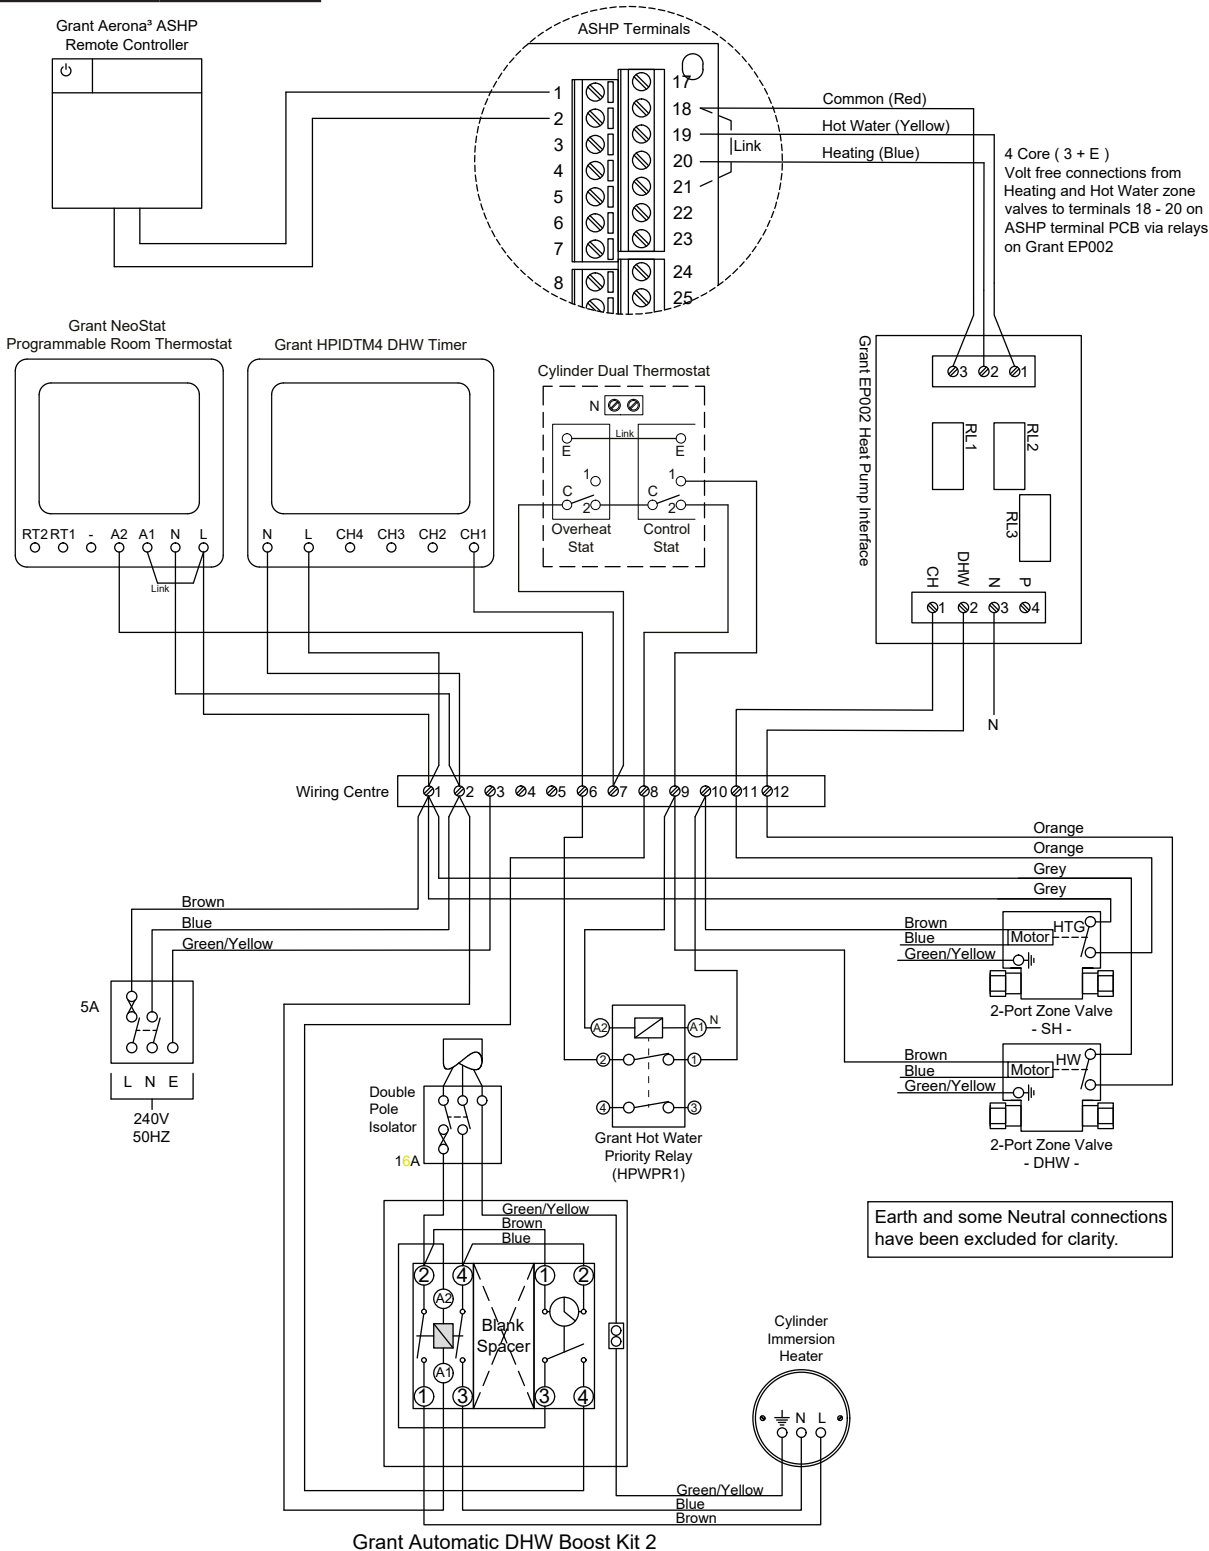 Grant Aerona³ ASHP
Remote Controller
ASHP Terminals
1
2
3
4
5
6
7
8
17
18
19
20
21
22
23
24
25
Link
Common (Red)
Hot Water (Yellow)
Heating (Blue)
4 Core ( 3 + E )
Volt free connections from
Heating and Hot Water zone
valves to terminals 18 - 20 on
ASHP terminal PCB via relays
on Grant EP002
Grant NeoStat
Programmable Room Thermostat
RT2 RT1 - A2 A1 N L
Link
Grant HPIDTM4 DHW Timer
N L CH4 CH3 CH2 CH1
Cylinder Dual Thermostat
N
Link
E E
1 1
C C
2 2
Overheat
Stat
Control
Stat
Grant EP002 Heat Pump Interface
3 2 1
RL1
RL2
RL3
CH DHW N P
1 2 3 4
N
Wiring Centre
1 2 3 4 5 6 7 8 9 10 11 12
Orange
Orange
Grey
Grey
Brown
Blue
Green/Yellow
5A
L N E
240V
50HZ
Brown
Blue
Green/Yellow
HTG
Motor
2-Port Zone Valve
- SH -
Brown
Blue
Green/Yellow
HW
Motor
2-Port Zone Valve
- DHW -
A2 A1 N
2 1
4 3
Grant Hot Water
Priority Relay
(HPWPR1)
Double
Pole
Isolator
16A
Green/Yellow
Brown
Blue
2 4 1 2
A2
Blank
Spacer
A1
1 3 3 4
Earth and some Neutral connections
have been excluded for clarity.
Cylinder
Immersion
Heater
N L
Green/Yellow
Blue
Brown
Grant Automatic DHW Boost Kit 2